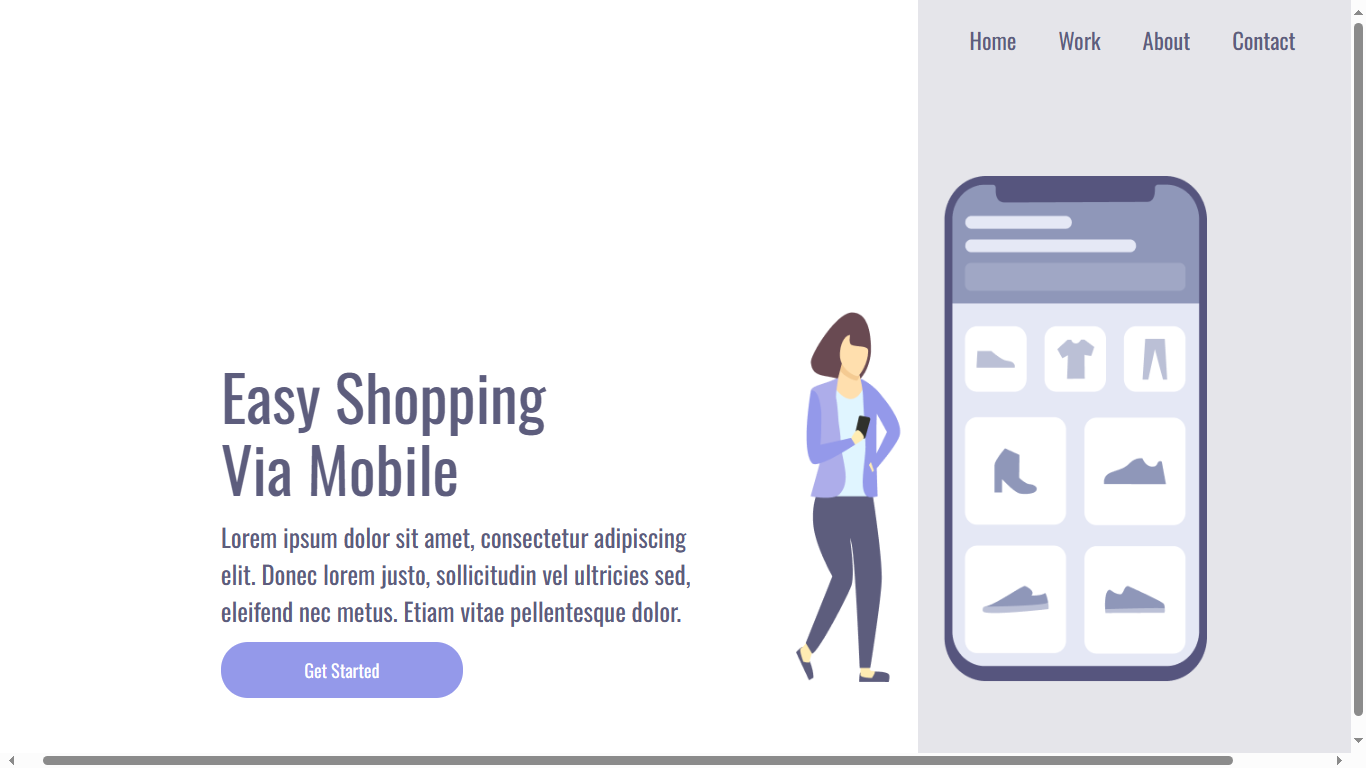 Home Work About Contact
Easy Shopping
Via Mobile
Lorem ipsum dolor sit amet, consectetur adipiscing
elit. Donec lorem justo, sollicitudin vel ultricies sed,
eleifend nec metus. Etiam vitae pellentesque dolor.
Get Started